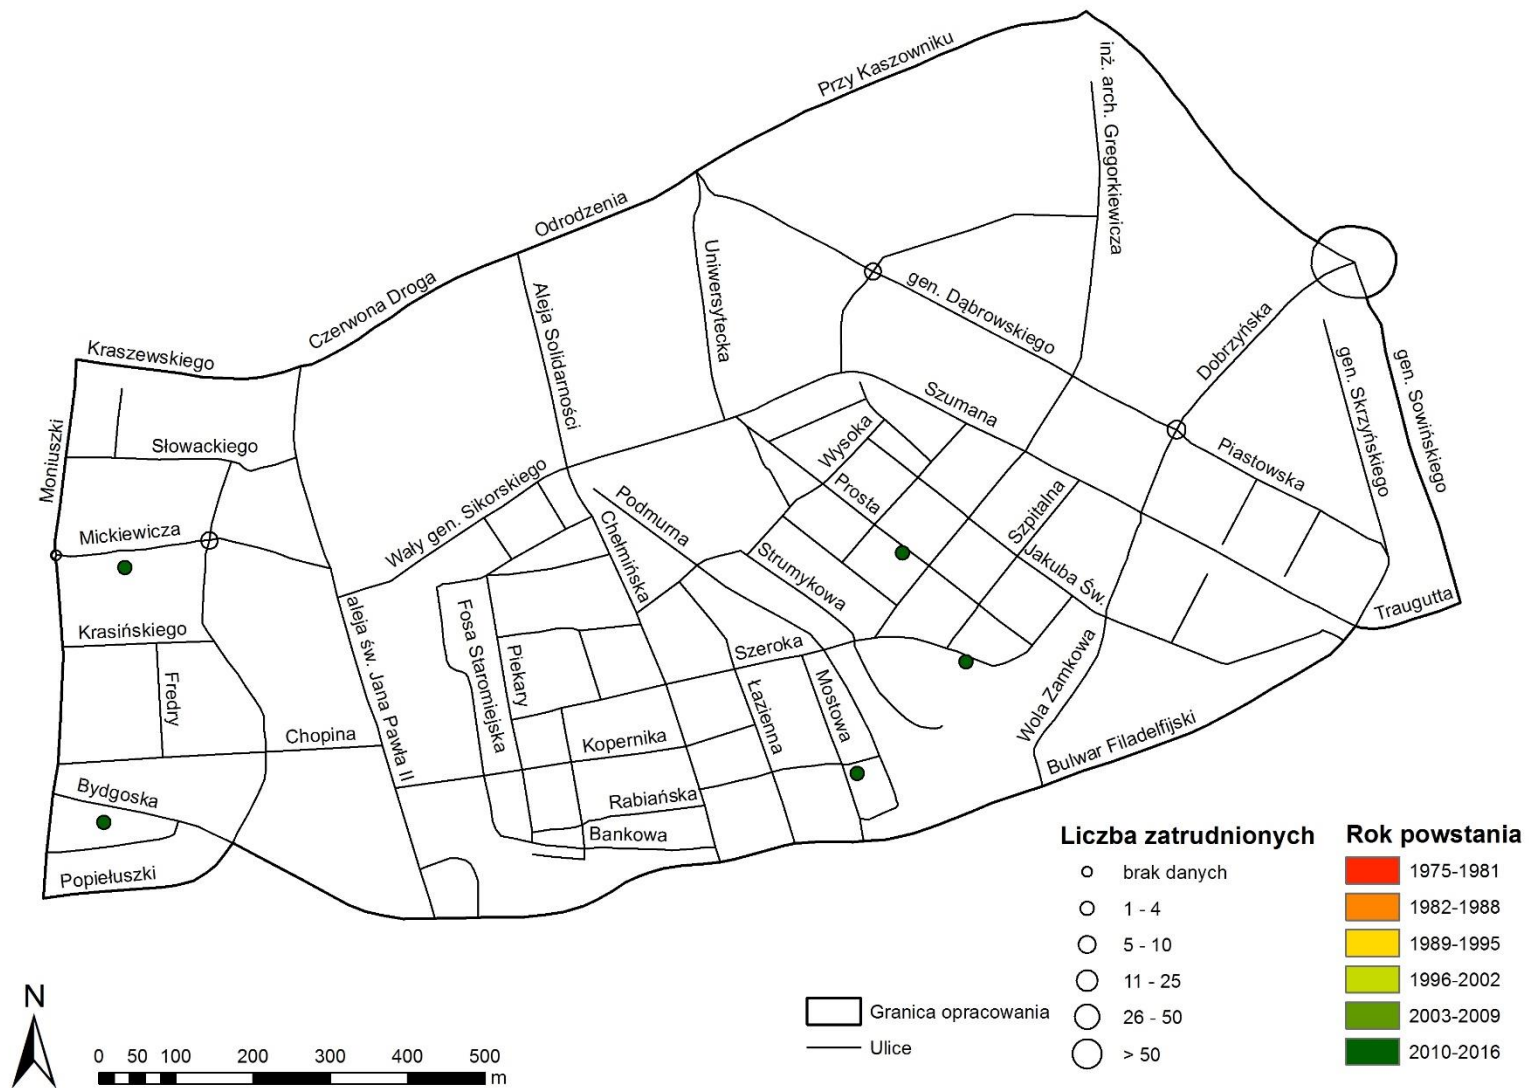 Przy Kaszowniku
inż. arch. Gregorkiewicza
Odrodzenia
Czerwona Droga
Uniwersytecka
Aleja Solidarności
gen. Dąbrowskiego
Dobrzyńska
gen. Skrzyńskiego
gen. Sowińskiego
Kraszewskiego
Moniuszki
Słowackiego
Szumana
Wysoka
Piastowska
Wały gen. Sikorskiego
Podmurna
Prosta
Szpitalna
Mickiewicza
Chełmińska
Strumykowa
Jakuba Św.
Traugutta
aleja św. Jana Pawła II
Fosa Staromiejska
Krasińskiego
Piekary
Szeroka
Wola Zamkowa
Fredry
Łazienna
Mostowa
Chopina
Kopernika
Bulwar Filadelfijski
Bydgoska
Rabiańska
Bankowa
Popiełuszki
Liczba zatrudnionych
brak danych
1 - 4
5 - 10
11 - 25
26 - 50
> 50
Rok powstania
1975-1981
1982-1988
1989-1995
1996-2002
2003-2009
2010-2016
Granica opracowania
Ulice
N
0 50 100 200 300 400 500
m